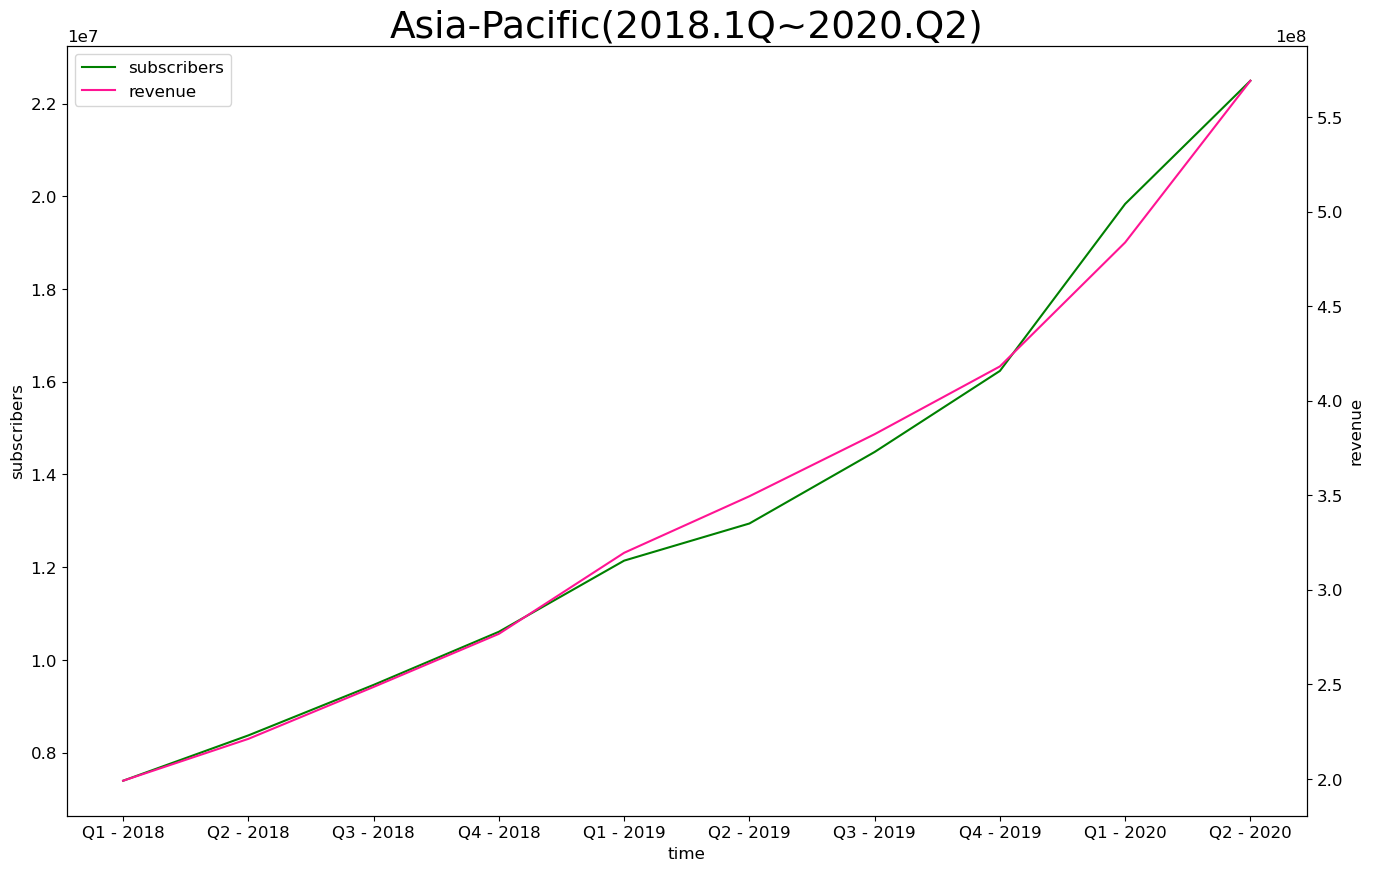 Asia-Pacific(2018.1Q~2020.Q2)
1e7
1e8
subscribers
revenue
2.2
2.0
1.8
1.6
1.4
1.2
1.0
0.8
subscribers
5.5
5.0
4.5
4.0
3.5
3.0
2.5
2.0
revenue
Q1 - 2018 Q2 - 2018 Q3 - 2018 Q4 - 2018 Q1 - 2019 Q2 - 2019 Q3 - 2019 Q4 - 2019 Q1 - 2020 Q2 - 2020
time